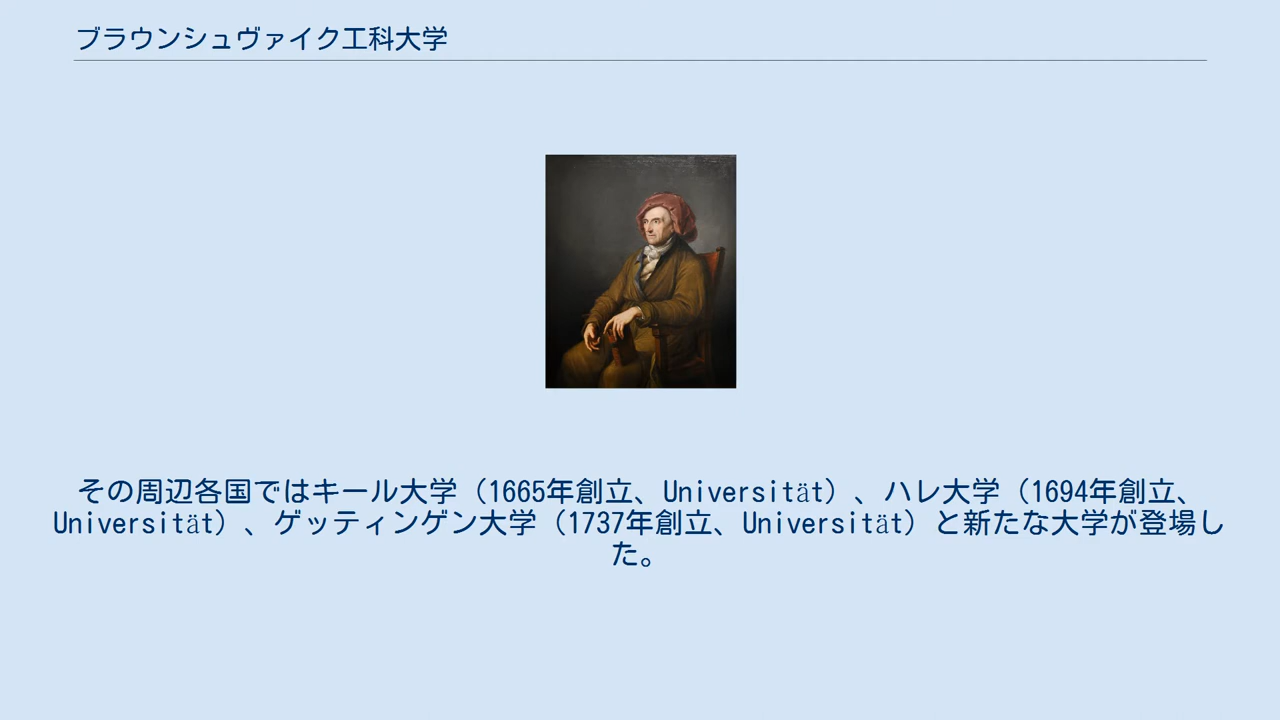 ブラウンシュヴァイク工科大学
その周辺各国ではキール大学（1665年創立、Universität）、ハレ大学（1694年創立、
Universität）、ゲッティンゲン大学（1737年創立、Universität）と新たな大学が登場し
た。